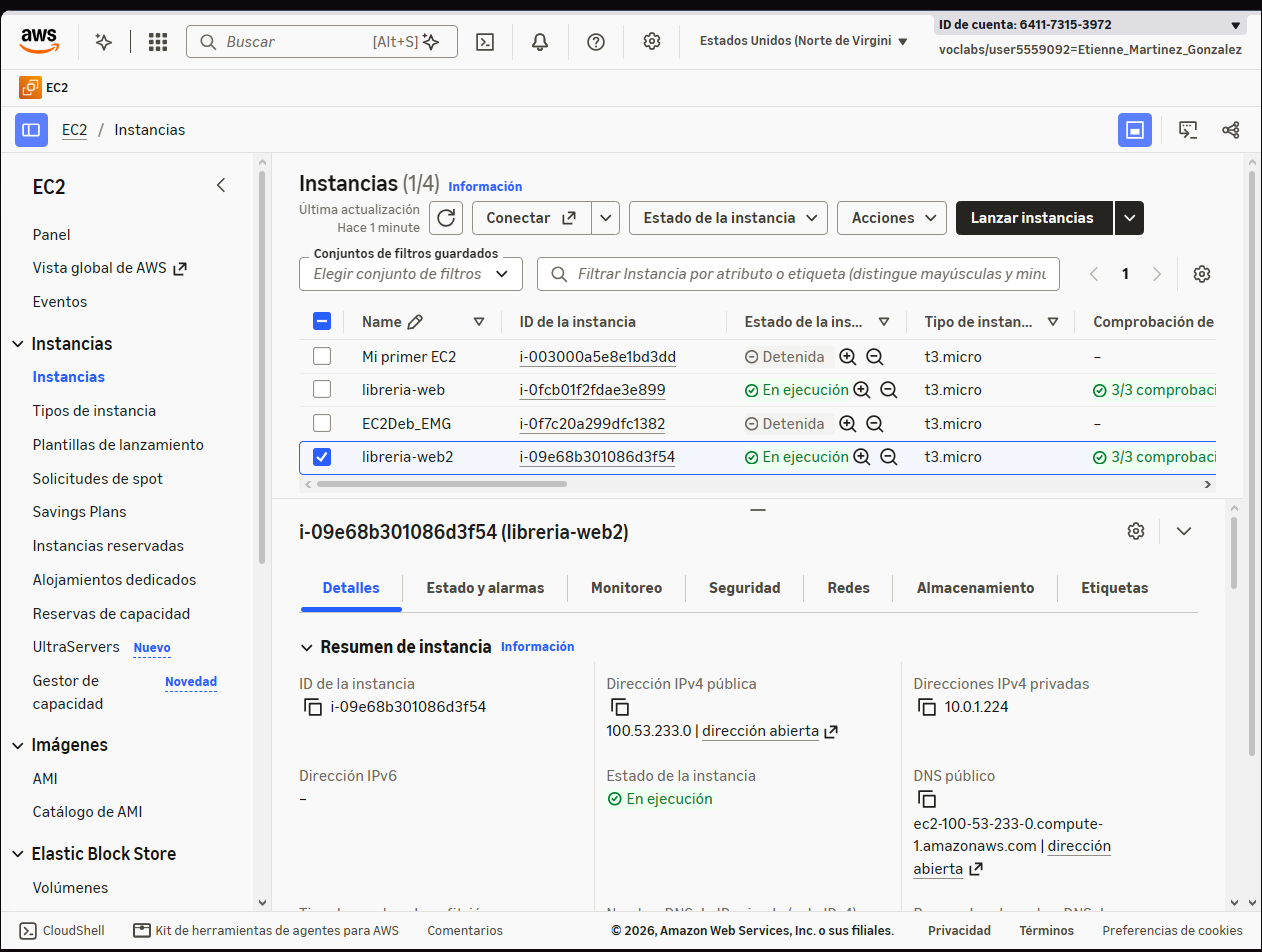 aws
Buscar [Alt+S]
Estados Unidos (Norte de Virgini
ID de cuenta: 6411-7315-3972
voclabs/user5559092=Etienne_Martinez_Gonzalez
EC2
EC2 / Instancias
EC2
Panel
Vista global de AWS
Eventos
Instancias
Instancias
Tipos de instancia
Plantillas de lanzamiento
Solicitudes de spot
Savings Plans
Instancias reservadas
Alojamientos dedicados
Reservas de capacidad
UltraServers Nuevo
Gestor de capacidad Novedad
Imágenes
AMI
Catálogo de AMI
Elastic Block Store
Volúmenes
Instancias (1/4) Información
Última actualización
Hace 1 minute
Conectar
Estado de la instancia
Acciones
Lanzar instancias
Conjuntos de filtros guardados
Elegir conjunto de filtros
Filtrar Instancia por atributo o etiqueta (distingue mayúsculas y minu
1
Name ID de la instancia Estado de la ins... Tipo de instan... Comprobación de
Mi primer EC2 i-003000a5e8e1bd3dd Detenida t3.micro –
libreria-web i-0fcb01f2fdae3e899 En ejecución t3.micro 3/3 comprobaci
EC2Deb_EMG i-0f7c20a299dfc1382 Detenida t3.micro –
libreria-web2 i-09e68b301086d3f54 En ejecución t3.micro 3/3 comprobaci
i-09e68b301086d3f54 (libreria-web2)
Detalles Estado y alarmas Monitoreo Seguridad Redes Almacenamiento Etiquetas
Resumen de instancia Información
ID de la instancia
i-09e68b301086d3f54
Dirección IPv4 pública
100.53.233.0 | dirección abierta
Direcciones IPv4 privadas
10.0.1.224
Dirección IPv6
–
Estado de la instancia
En ejecución
DNS público
ec2-100-53-233-0.compute-
1.amazonaws.com | dirección
abierta
CloudShell
Kit de herramientas de agentes para AWS
Comentarios
© 2026, Amazon Web Services, Inc. o sus filiales.
Privacidad
Términos
Preferencias de cookies